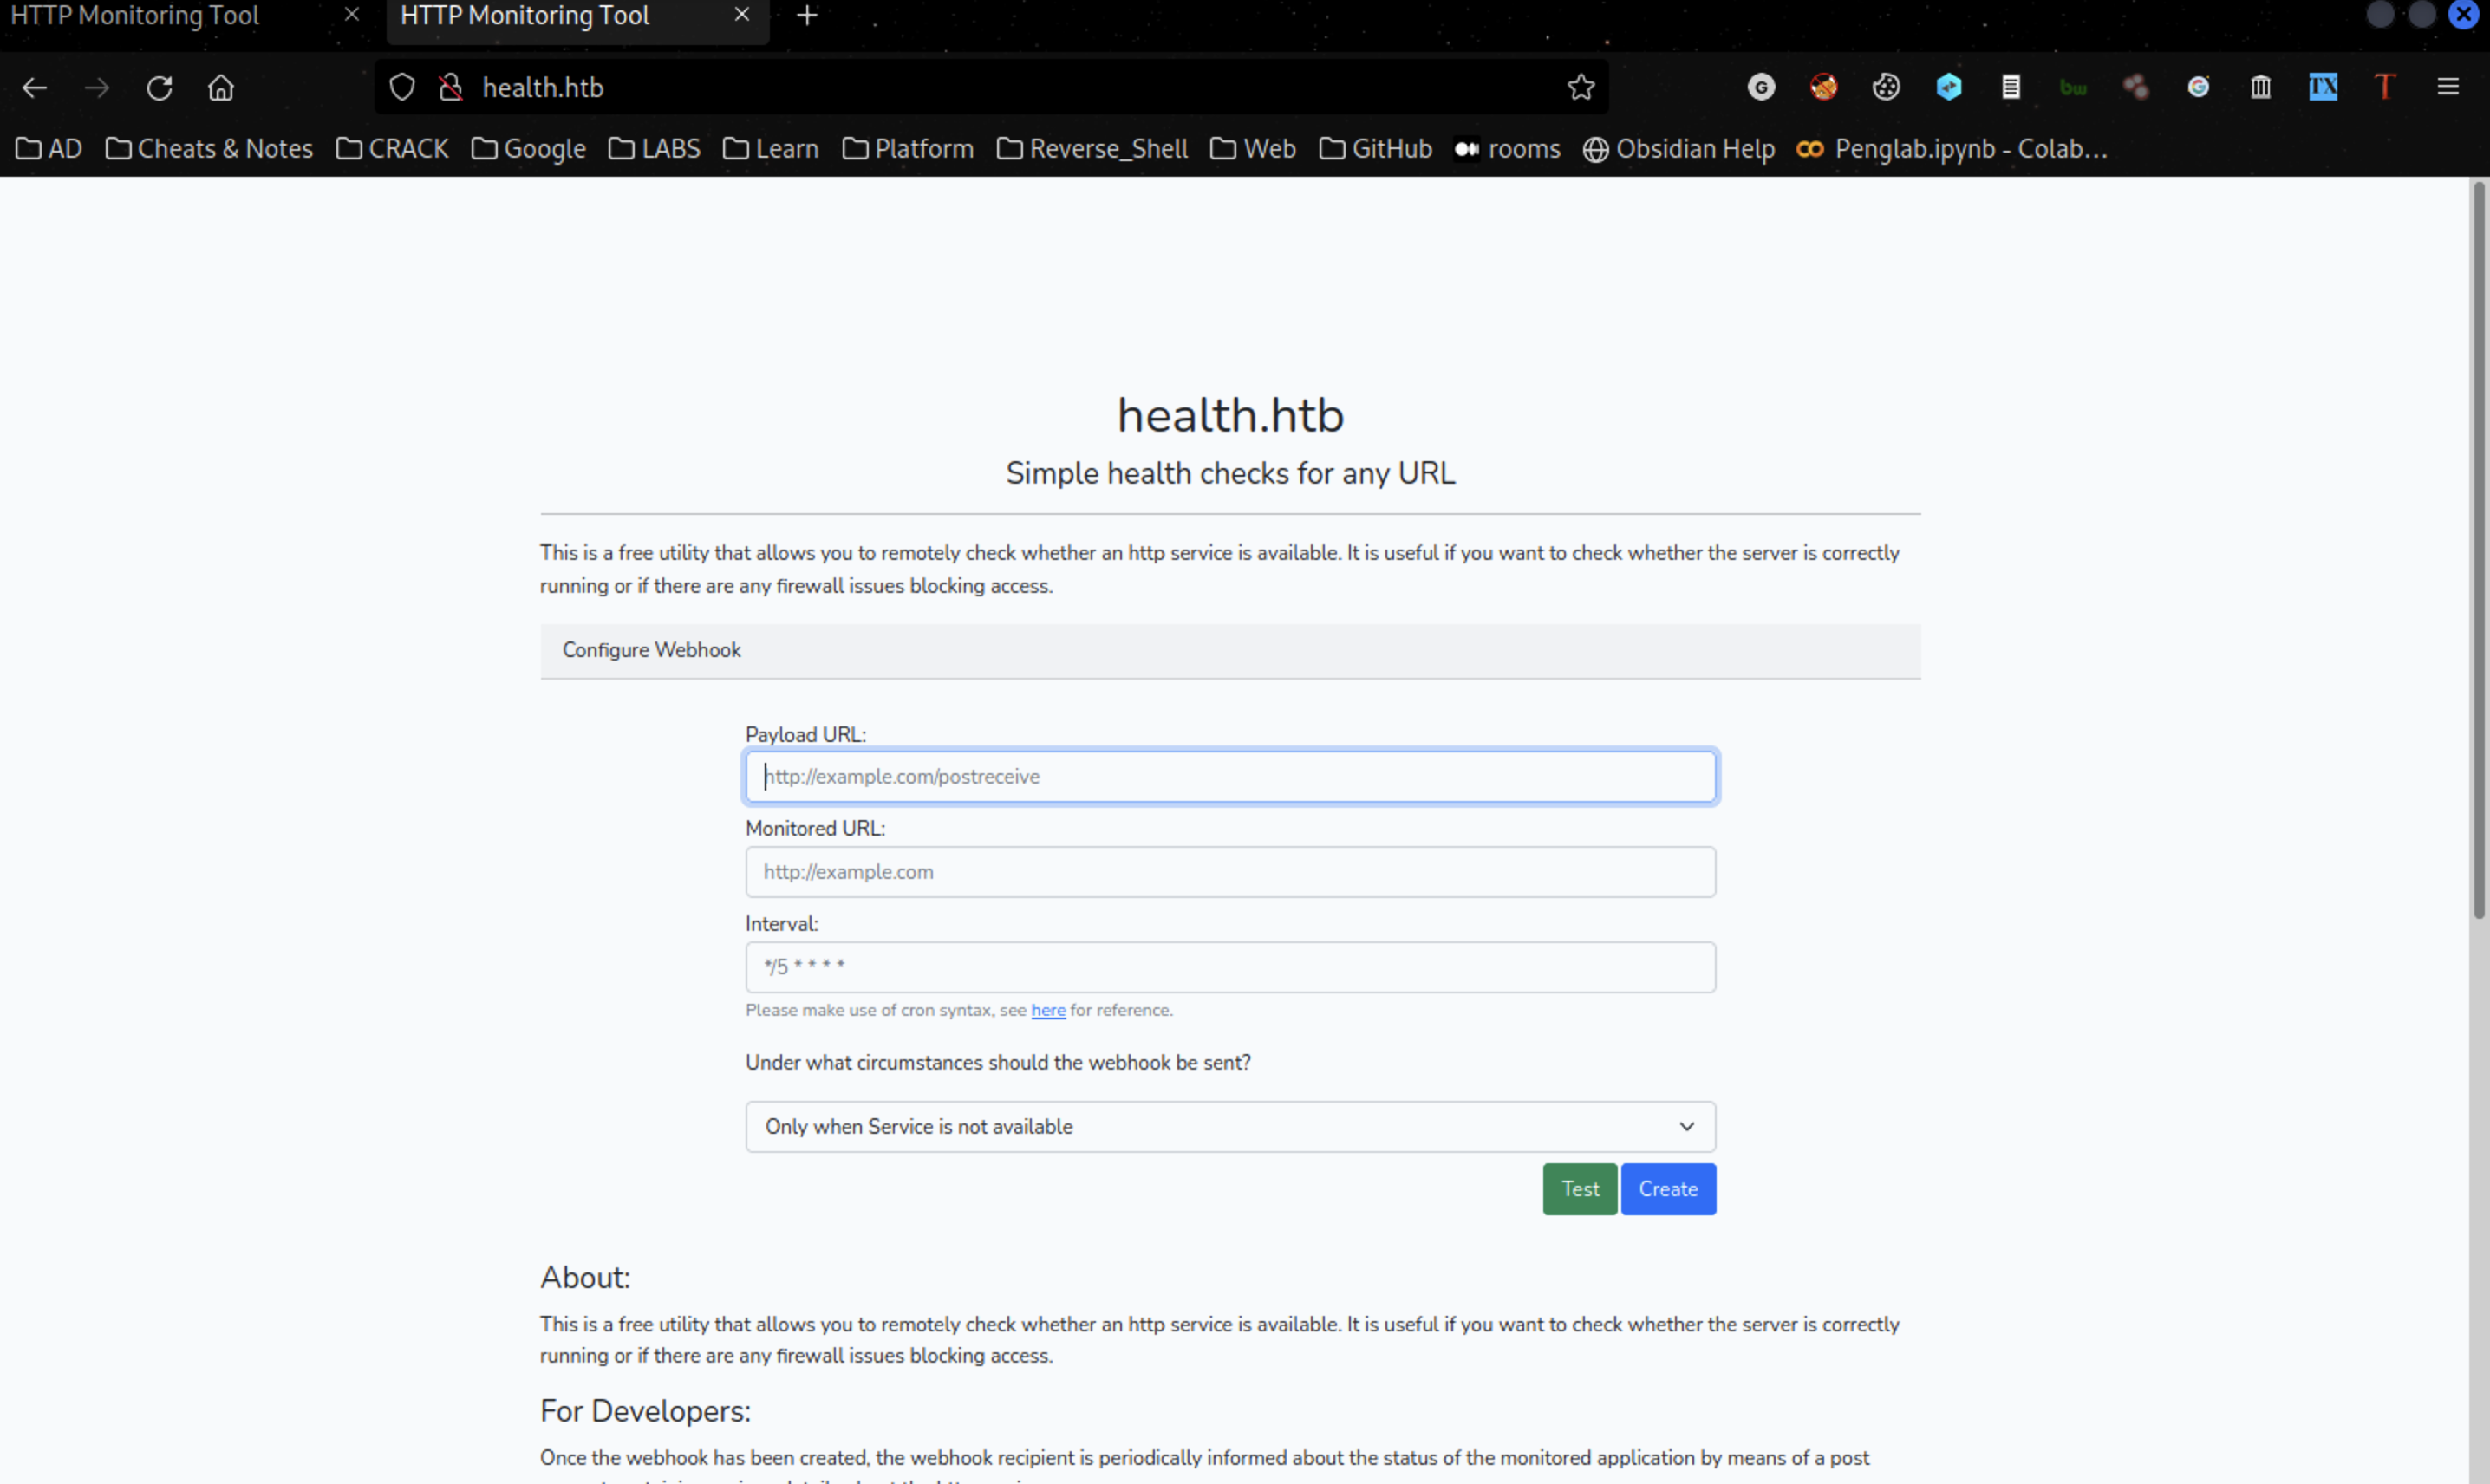 HTTP Monitoring Tool HTTP Monitoring Tool
health.htb
AD Cheats & Notes CRACK Google LABS Learn Platform Reverse_Shell Web GitHub rooms Obsidian Help Penglab.ipynb - Colab...
health.htb
Simple health checks for any URL
This is a free utility that allows you to remotely check whether an http service is available. It is useful if you want to check whether the server is correctly
running or if there are any firewall issues blocking access.
Configure Webhook
Payload URL:
http://example.com/postreceive
Monitored URL:
http://example.com
Interval:
*/5 * * * *
Please make use of cron syntax, see here for reference.
Under what circumstances should the webhook be sent?
Only when Service is not available
Test Create
About:
This is a free utility that allows you to remotely check whether an http service is available. It is useful if you want to check whether the server is correctly
running or if there are any firewall issues blocking access.
For Developers:
Once the webhook has been created, the webhook recipient is periodically informed about the status of the monitored application by means of a post